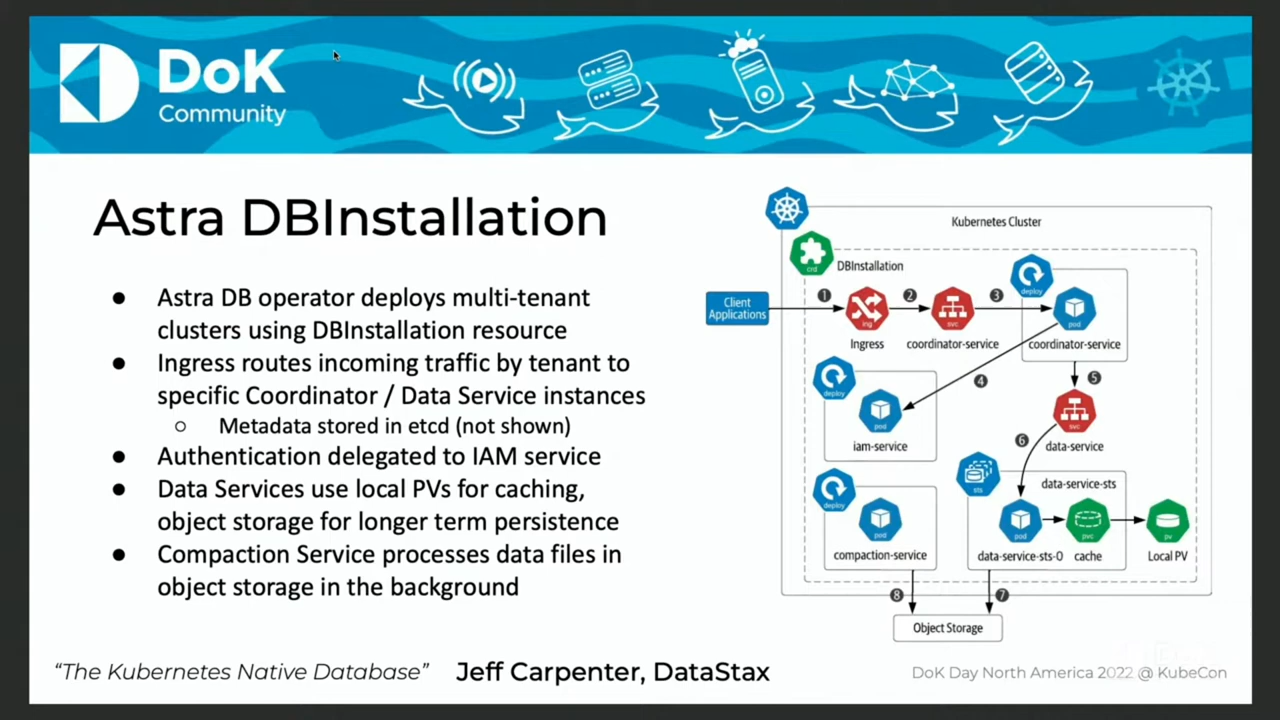 DoK
Community
Astra DBInstallation
● Astra DB operator deploys multi-tenant
clusters using DBInstallation resource
● Ingress routes incoming traffic by tenant to
specific Coordinator / Data Service instances
○ Metadata stored in etcd (not shown)
● Authentication delegated to IAM service
● Data Services use local PVs for caching,
object storage for longer term persistence
● Compaction Service processes data files in
object storage in the background
Kubernetes Cluster
crd
DBInstallation
Client
Applications
1
ing
Ingress
2
svc
coordinator-service
3
deploy
pod
coordinator-service
4
5
deploy
pod
iam-service
svc
data-service
6
deploy
pod
compaction-service
sts
data-service-sts
pod
data-service-sts-0
pvc
cache
pv
Local PV
8
7
Object Storage
“The Kubernetes Native Database”
Jeff Carpenter, DataStax
DoK Day North America 2022 @ KubeCon